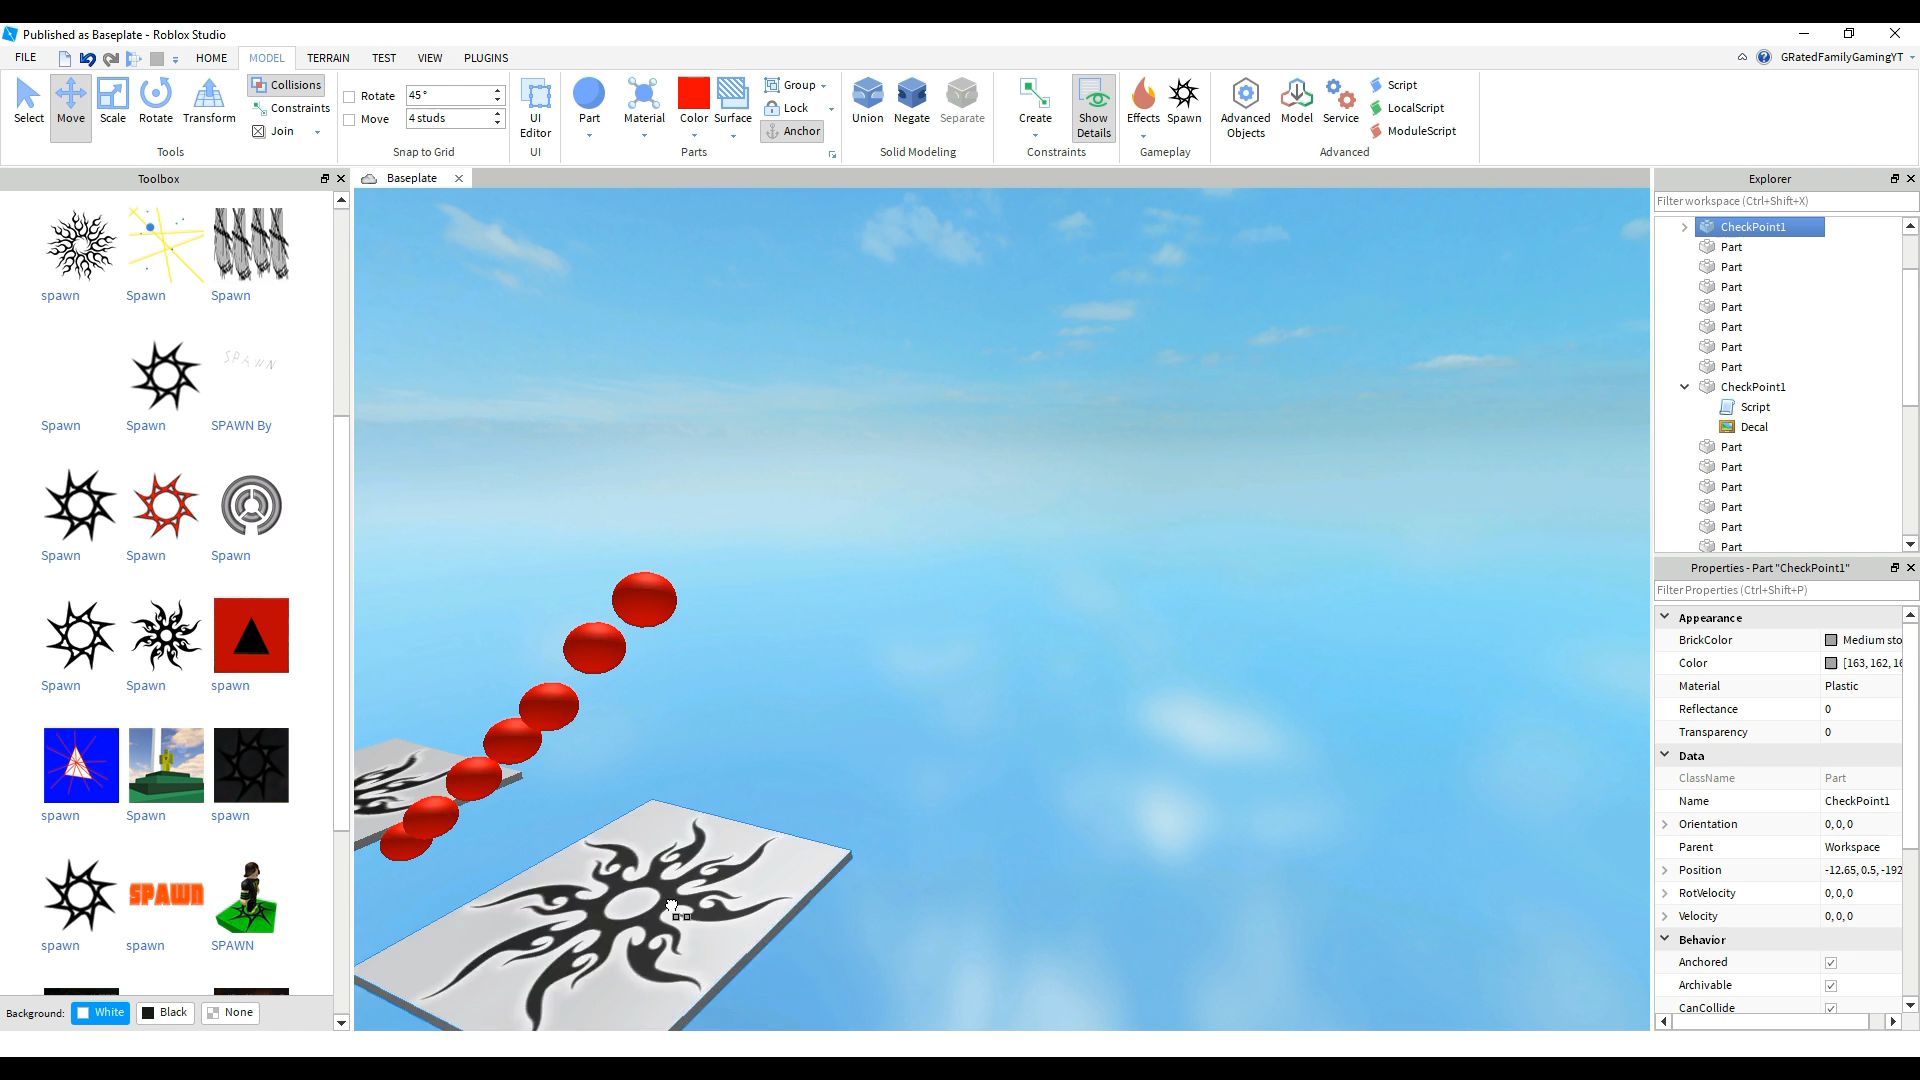 Published as Baseplate - Roblox Studio
FILE HOME MODEL TERRAIN TEST VIEW PLUGINS GRatedFamilyGamingYT
Select Move Scale Rotate Transform
Collisions
Constraints
Join
Tools
Rotate 45°
Move 4 studs
Snap to Grid
UI Editor
UI
Part Material Color Surface
Group
Lock
Anchor
Parts
Union Negate Separate
Solid Modeling
Create Show Details
Constraints
Effects Spawn
Gameplay
Advanced Objects Model Service
Script
LocalScript
ModuleScript
Advanced
Toolbox
spawn Spawn Spawn
SPAWN
Spawn Spawn SPAWN By
Spawn Spawn Spawn
Spawn Spawn spawn
spawn Spawn spawn
SPAWN
spawn spawn SPAWN
Background: White Black None
Baseplate
Explorer
Filter workspace (Ctrl+Shift+X)
CheckPoint1
Part
Part
Part
Part
Part
Part
Part
CheckPoint1
Script
Decal
Part
Part
Part
Part
Part
Part
Properties - Part "CheckPoint1"
Filter Properties (Ctrl+Shift+P)
Appearance
BrickColor Medium sto
Color [163, 162, 16
Material Plastic
Reflectance 0
Transparency 0
Data
ClassName Part
Name CheckPoint1
Orientation 0, 0, 0
Parent Workspace
Position -12.65, 0.5, -192
RotVelocity 0, 0, 0
Velocity 0, 0, 0
Behavior
Anchored
Archivable
CanCollide